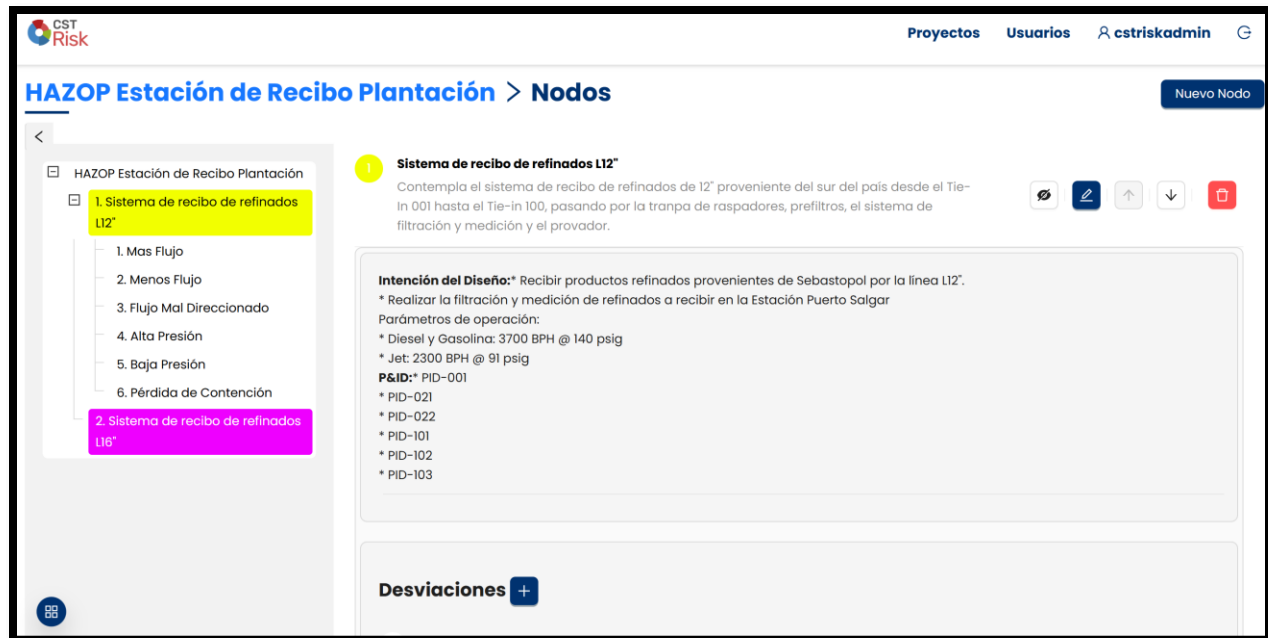 CST
Risk
Proyectos Usuarios cstriskadmin
HAZOP Estación de Recibo Plantación > Nodos
Nuevo Nodo
HAZOP Estación de Recibo Plantación
1. Sistema de recibo de refinados
L12"
1. Mas Flujo
2. Menos Flujo
3. Flujo Mal Direccionado
4. Alta Presión
5. Baja Presión
6. Pérdida de Contención
2. Sistema de recibo de refinados
L16"
1
Sistema de recibo de refinados L12"
Contempla el sistema de recibo de refinados de 12" proveniente del sur del país desde el Tie-
In 001 hasta el Tie-in 100, pasando por la tranpa de raspadores, prefiltros, el sistema de
filtración y medición y el provador.
Intención del Diseño:* Recibir productos refinados provenientes de Sebastopol por la línea L12".
* Realizar la filtración y medición de refinados a recibir en la Estación Puerto Salgar
Parámetros de operación:
* Diesel y Gasolina: 3700 BPH @ 140 psig
* Jet: 2300 BPH @ 91 psig
P&ID:* PID-001
* PID-021
* PID-022
* PID-101
* PID-102
* PID-103
Desviaciones +